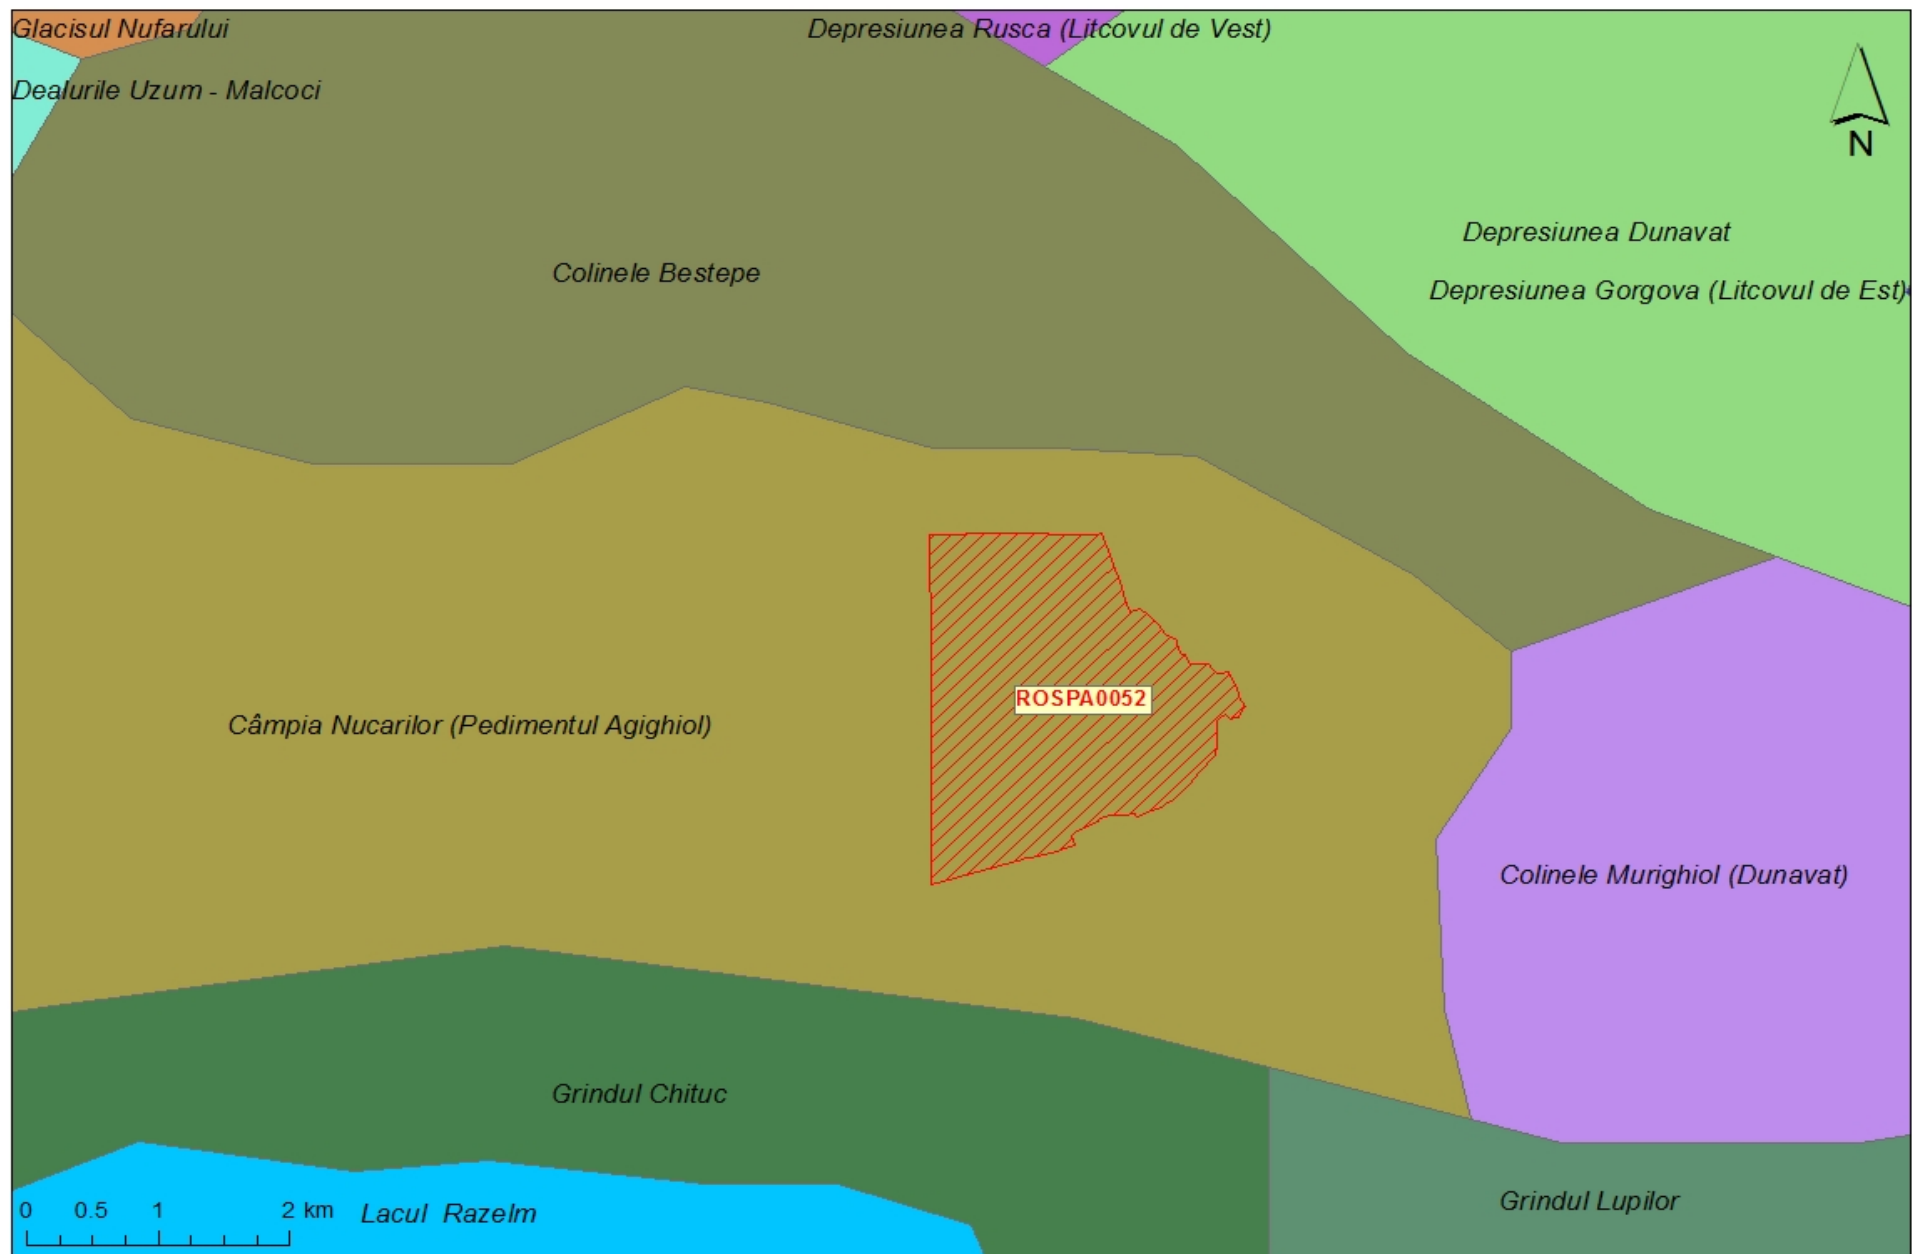 Glacisul Nufarului
Depresiunea Rusca (Litcovul de Vest)
Dealurile Uzum - Malcoci
N
Depresiunea Dunavat
Colinele Bestepe
Depresiunea Gorgova (Litcovul de Est)
ROSPA0052
Câmpia Nucarilor (Pedimentul Agighiol)
Colinele Murighiol (Dunavat)
Grindul Chituc
Grindul Lupilor
0 0.5 1 2 km
Lacul Razelm